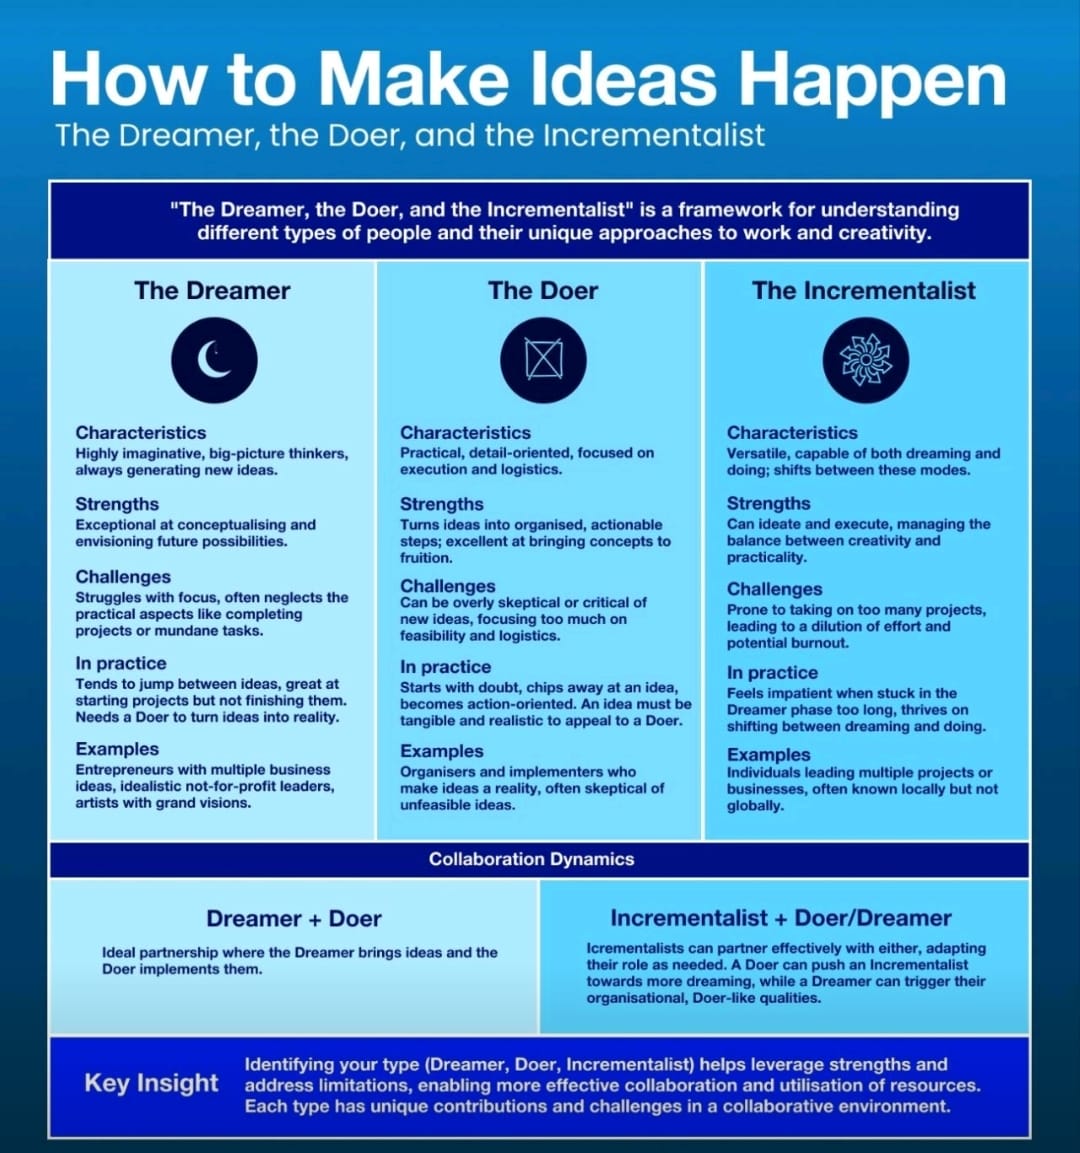 How to Make Ideas Happen
The Dreamer, the Doer, and the Incrementalist
"The Dreamer, the Doer, and the Incrementalist" is a framework for understanding
different types of people and their unique approaches to work and creativity.
The Dreamer
Characteristics
Highly imaginative, big-picture thinkers,
always generating new ideas.
Strengths
Exceptional at conceptualising and
envisioning future possibilities.
Challenges
Struggles with focus, often neglects the
practical aspects like completing
projects or mundane tasks.
In practice
Tends to jump between ideas, great at
starting projects but not finishing them.
Needs a Doer to turn ideas into reality.
Examples
Entrepreneurs with multiple business
ideas, idealistic not-for-profit leaders,
artists with grand visions.
The Doer
Characteristics
Practical, detail-oriented, focused on
execution and logistics.
Strengths
Turns ideas into organised, actionable
steps; excellent at bringing concepts to
fruition.
Challenges
Can be overly skeptical or critical of
new ideas, focusing too much on
feasibility and logistics.
In practice
Starts with doubt, chips away at an idea,
becomes action-oriented. An idea must be
tangible and realistic to appeal to a Doer.
Examples
Organisers and implementers who
make ideas a reality, often skeptical of
unfeasible ideas.
The Incrementalist
Characteristics
Versatile, capable of both dreaming and
doing; shifts between these modes.
Strengths
Can ideate and execute, managing the
balance between creativity and
practicality.
Challenges
Prone to taking on too many projects,
leading to a dilution of effort and
potential burnout.
In practice
Feels impatient when stuck in the
Dreamer phase too long, thrives on
shifting between dreaming and doing.
Examples
Individuals leading multiple projects or
businesses, often known locally but not
globally.
Collaboration Dynamics
Dreamer + Doer
Ideal partnership where the Dreamer brings ideas and the
Doer implements them.
Incrementalist + Doer/Dreamer
Icrementalists can partner effectively with either, adapting
their role as needed. A Doer can push an Incrementalist
towards more dreaming, while a Dreamer can trigger their
organisational, Doer-like qualities.
Key Insight
Identifying your type (Dreamer, Doer, Incrementalist) helps leverage strengths and
address limitations, enabling more effective collaboration and utilisation of resources.
Each type has unique contributions and challenges in a collaborative environment.